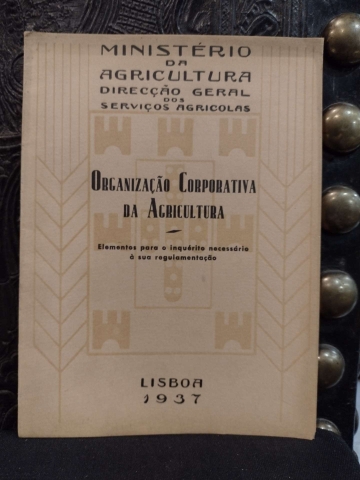 MINISTÉRIO
DA
AGRICULTURA
DIRECÇÃO GERAL
DOS
SERVIÇOS AGRICOLAS
ORGANIZAÇÃO CORPORATIVA
DA AGRICULTURA
Elementos para o inquérito necessário
à sua regulamentação
LISBOA
1937